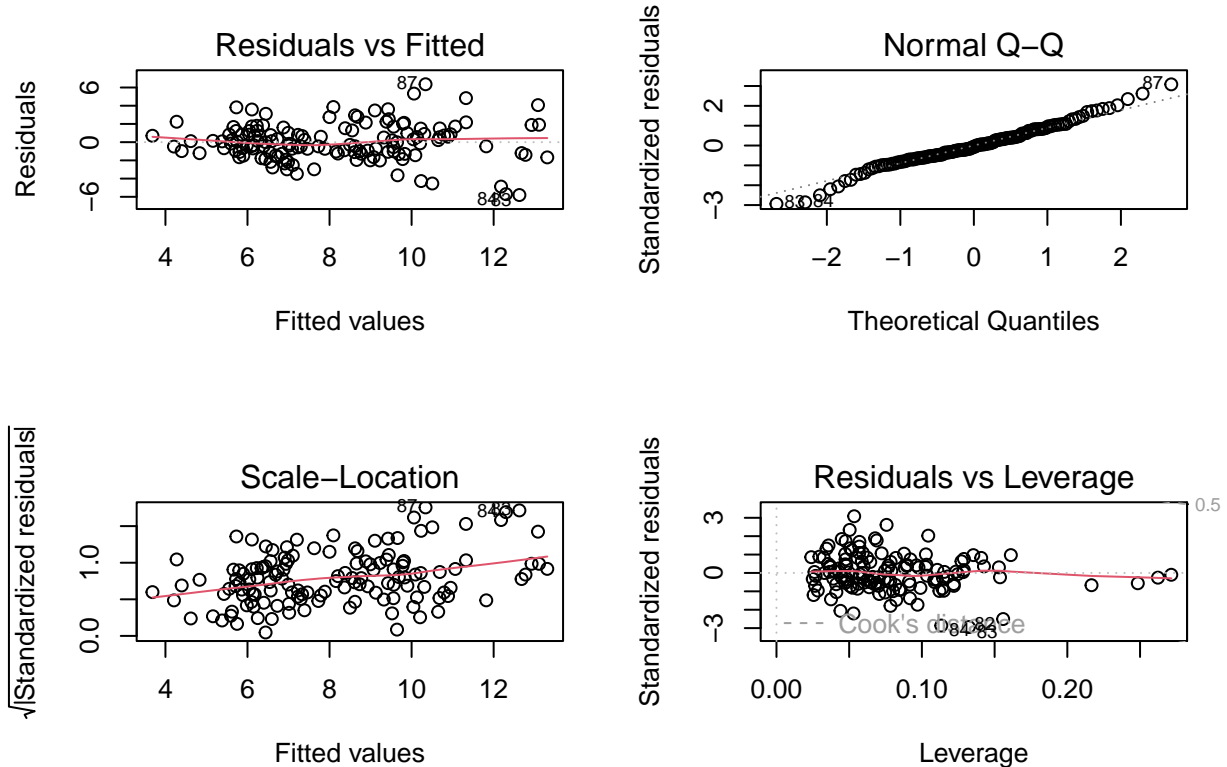 Residuals vs Fitted
Residuals
6
0
−6
87
83
4
6
8
10
12
Fitted values
Normal Q−Q
Standardized residuals
2
0
−3
87
83
84
−2
−1
0
1
2
Theoretical Quantiles
Scale−Location
√|Standardized residuals|
1.0
0.0
87
4
6
8
10
12
Fitted values
Residuals vs Leverage
Standardized residuals
3
0
−3
0.5
Cook's distance
84
83
0.00
0.10
0.20
Leverage